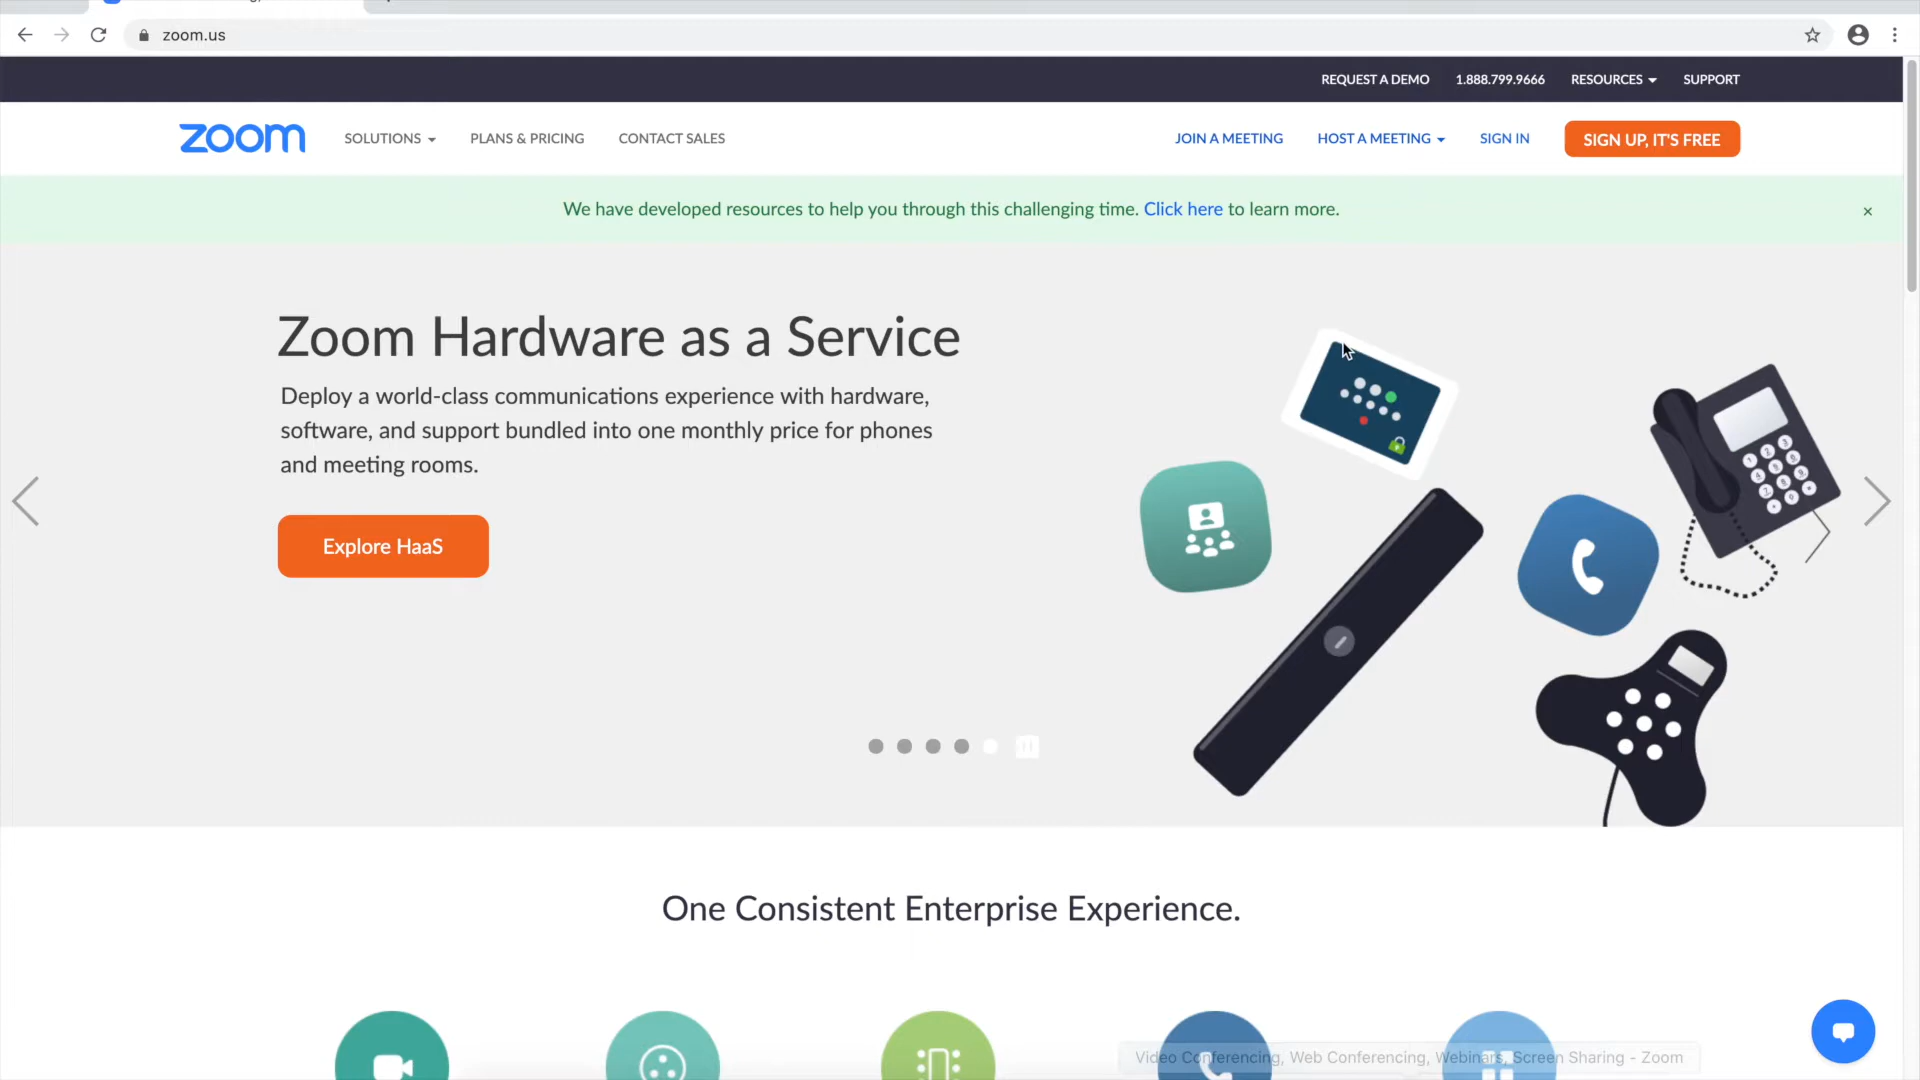 zoom.us
REQUEST A DEMO 1.888.799.9666 RESOURCES SUPPORT
zoom SOLUTIONS PLANS & PRICING CONTACT SALES JOIN A MEETING HOST A MEETING SIGN IN SIGN UP, IT'S FREE
We have developed resources to help you through this challenging time. Click here to learn more. ×
Zoom Hardware as a Service
Deploy a world-class communications experience with hardware,
software, and support bundled into one monthly price for phones
and meeting rooms.
Explore HaaS
One Consistent Enterprise Experience.
Video Conferencing, Web Conferencing, Webinars, Screen Sharing - Zoom